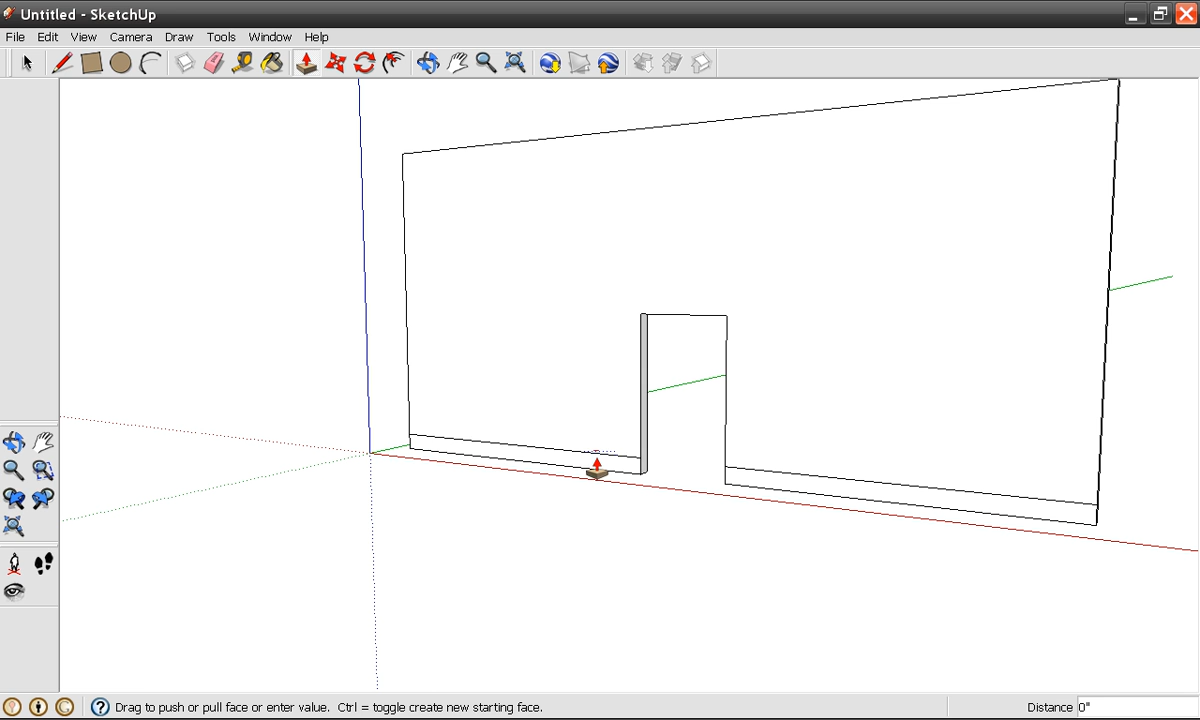 Untitled - SketchUp
File Edit View Camera Draw Tools Window Help
Drag to push or pull face or enter value.  Ctrl = toggle create new starting face.
Distance 0"